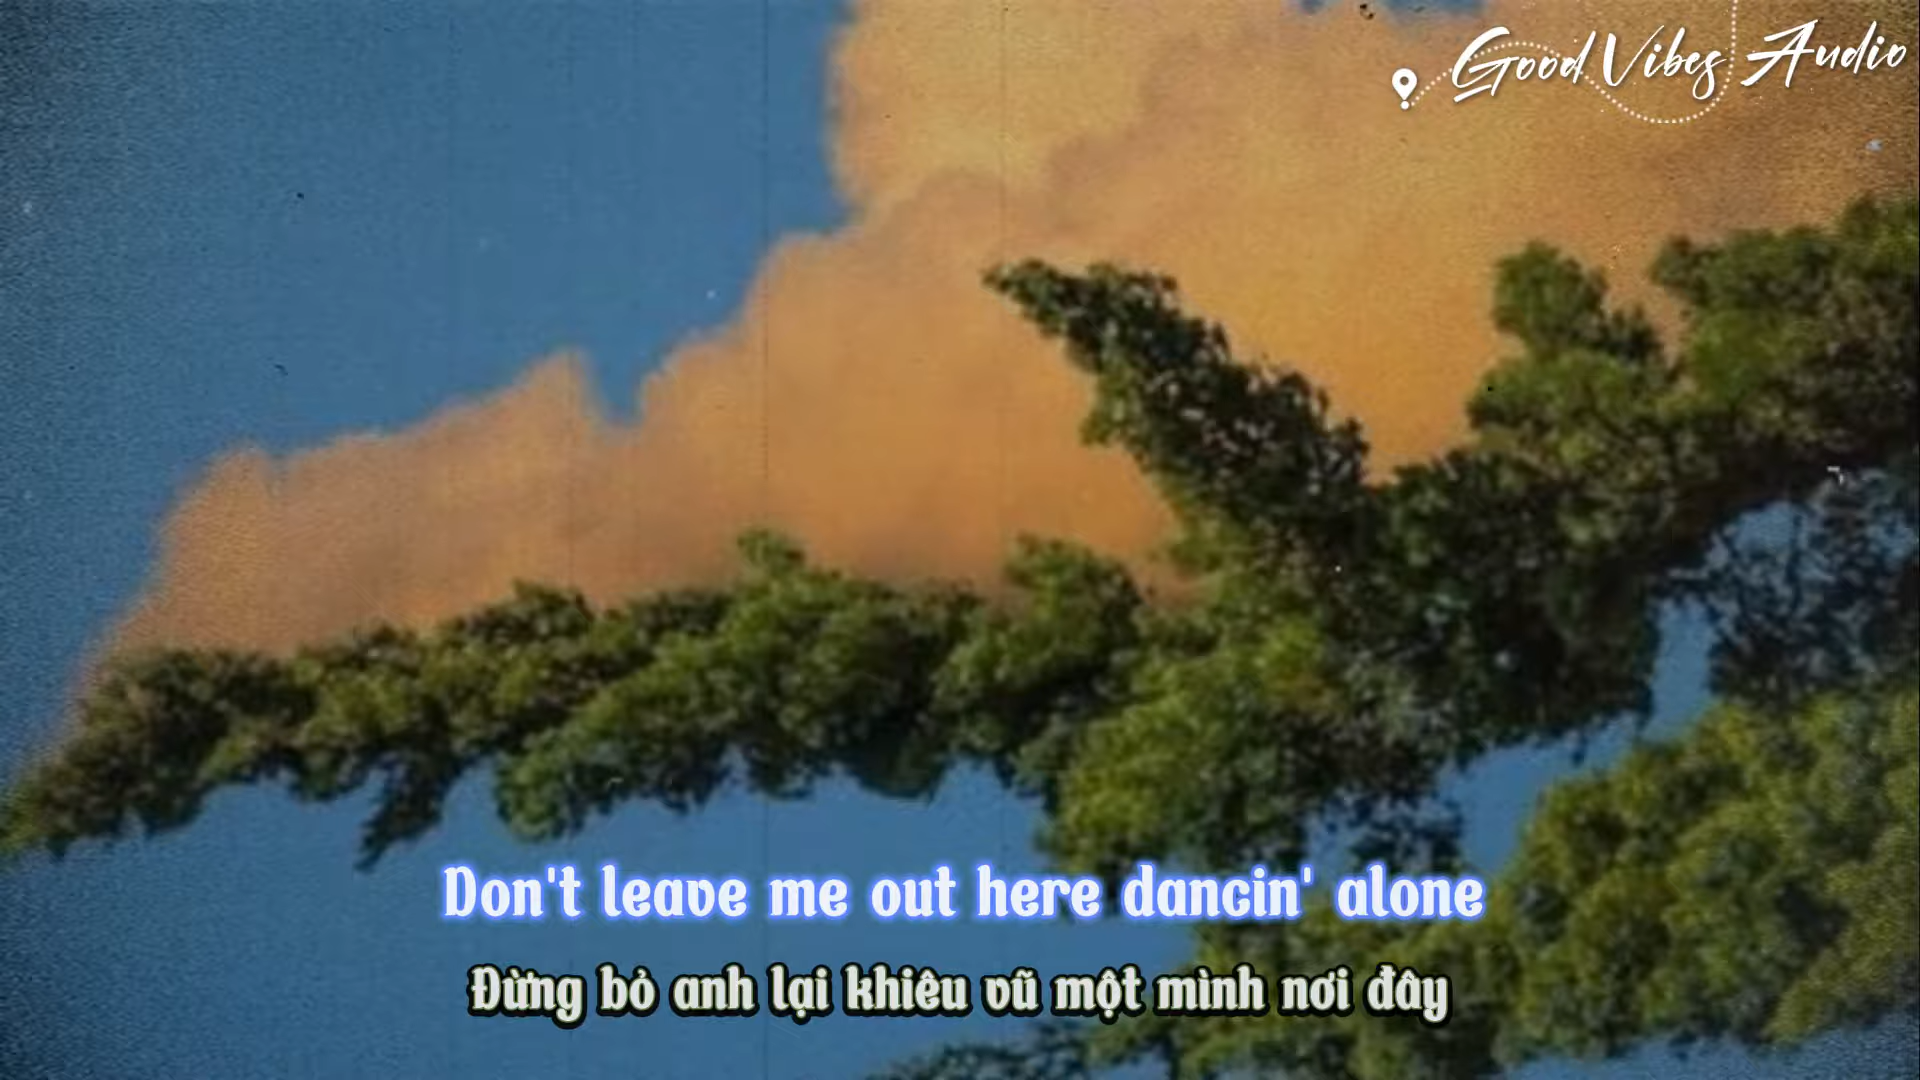 Good Vibes Audio
Don't leave me out here dancin' alone
Đừng bỏ anh lại khiêu vũ một mình nơi đây